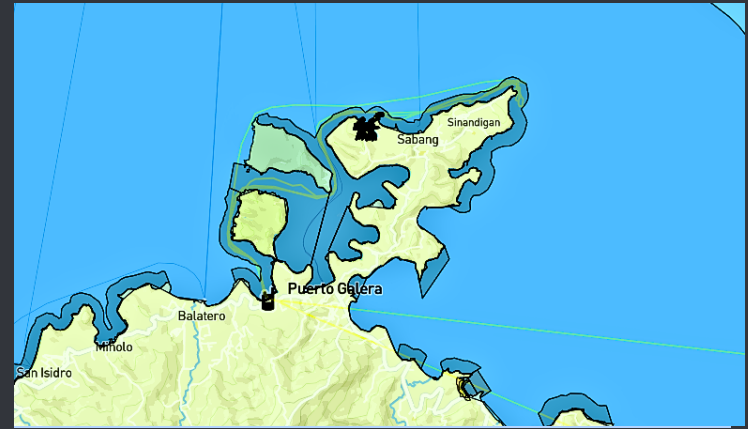 Sinandigan
Sabang
Puerto Galera
Balatero
Minolo
San Isidro